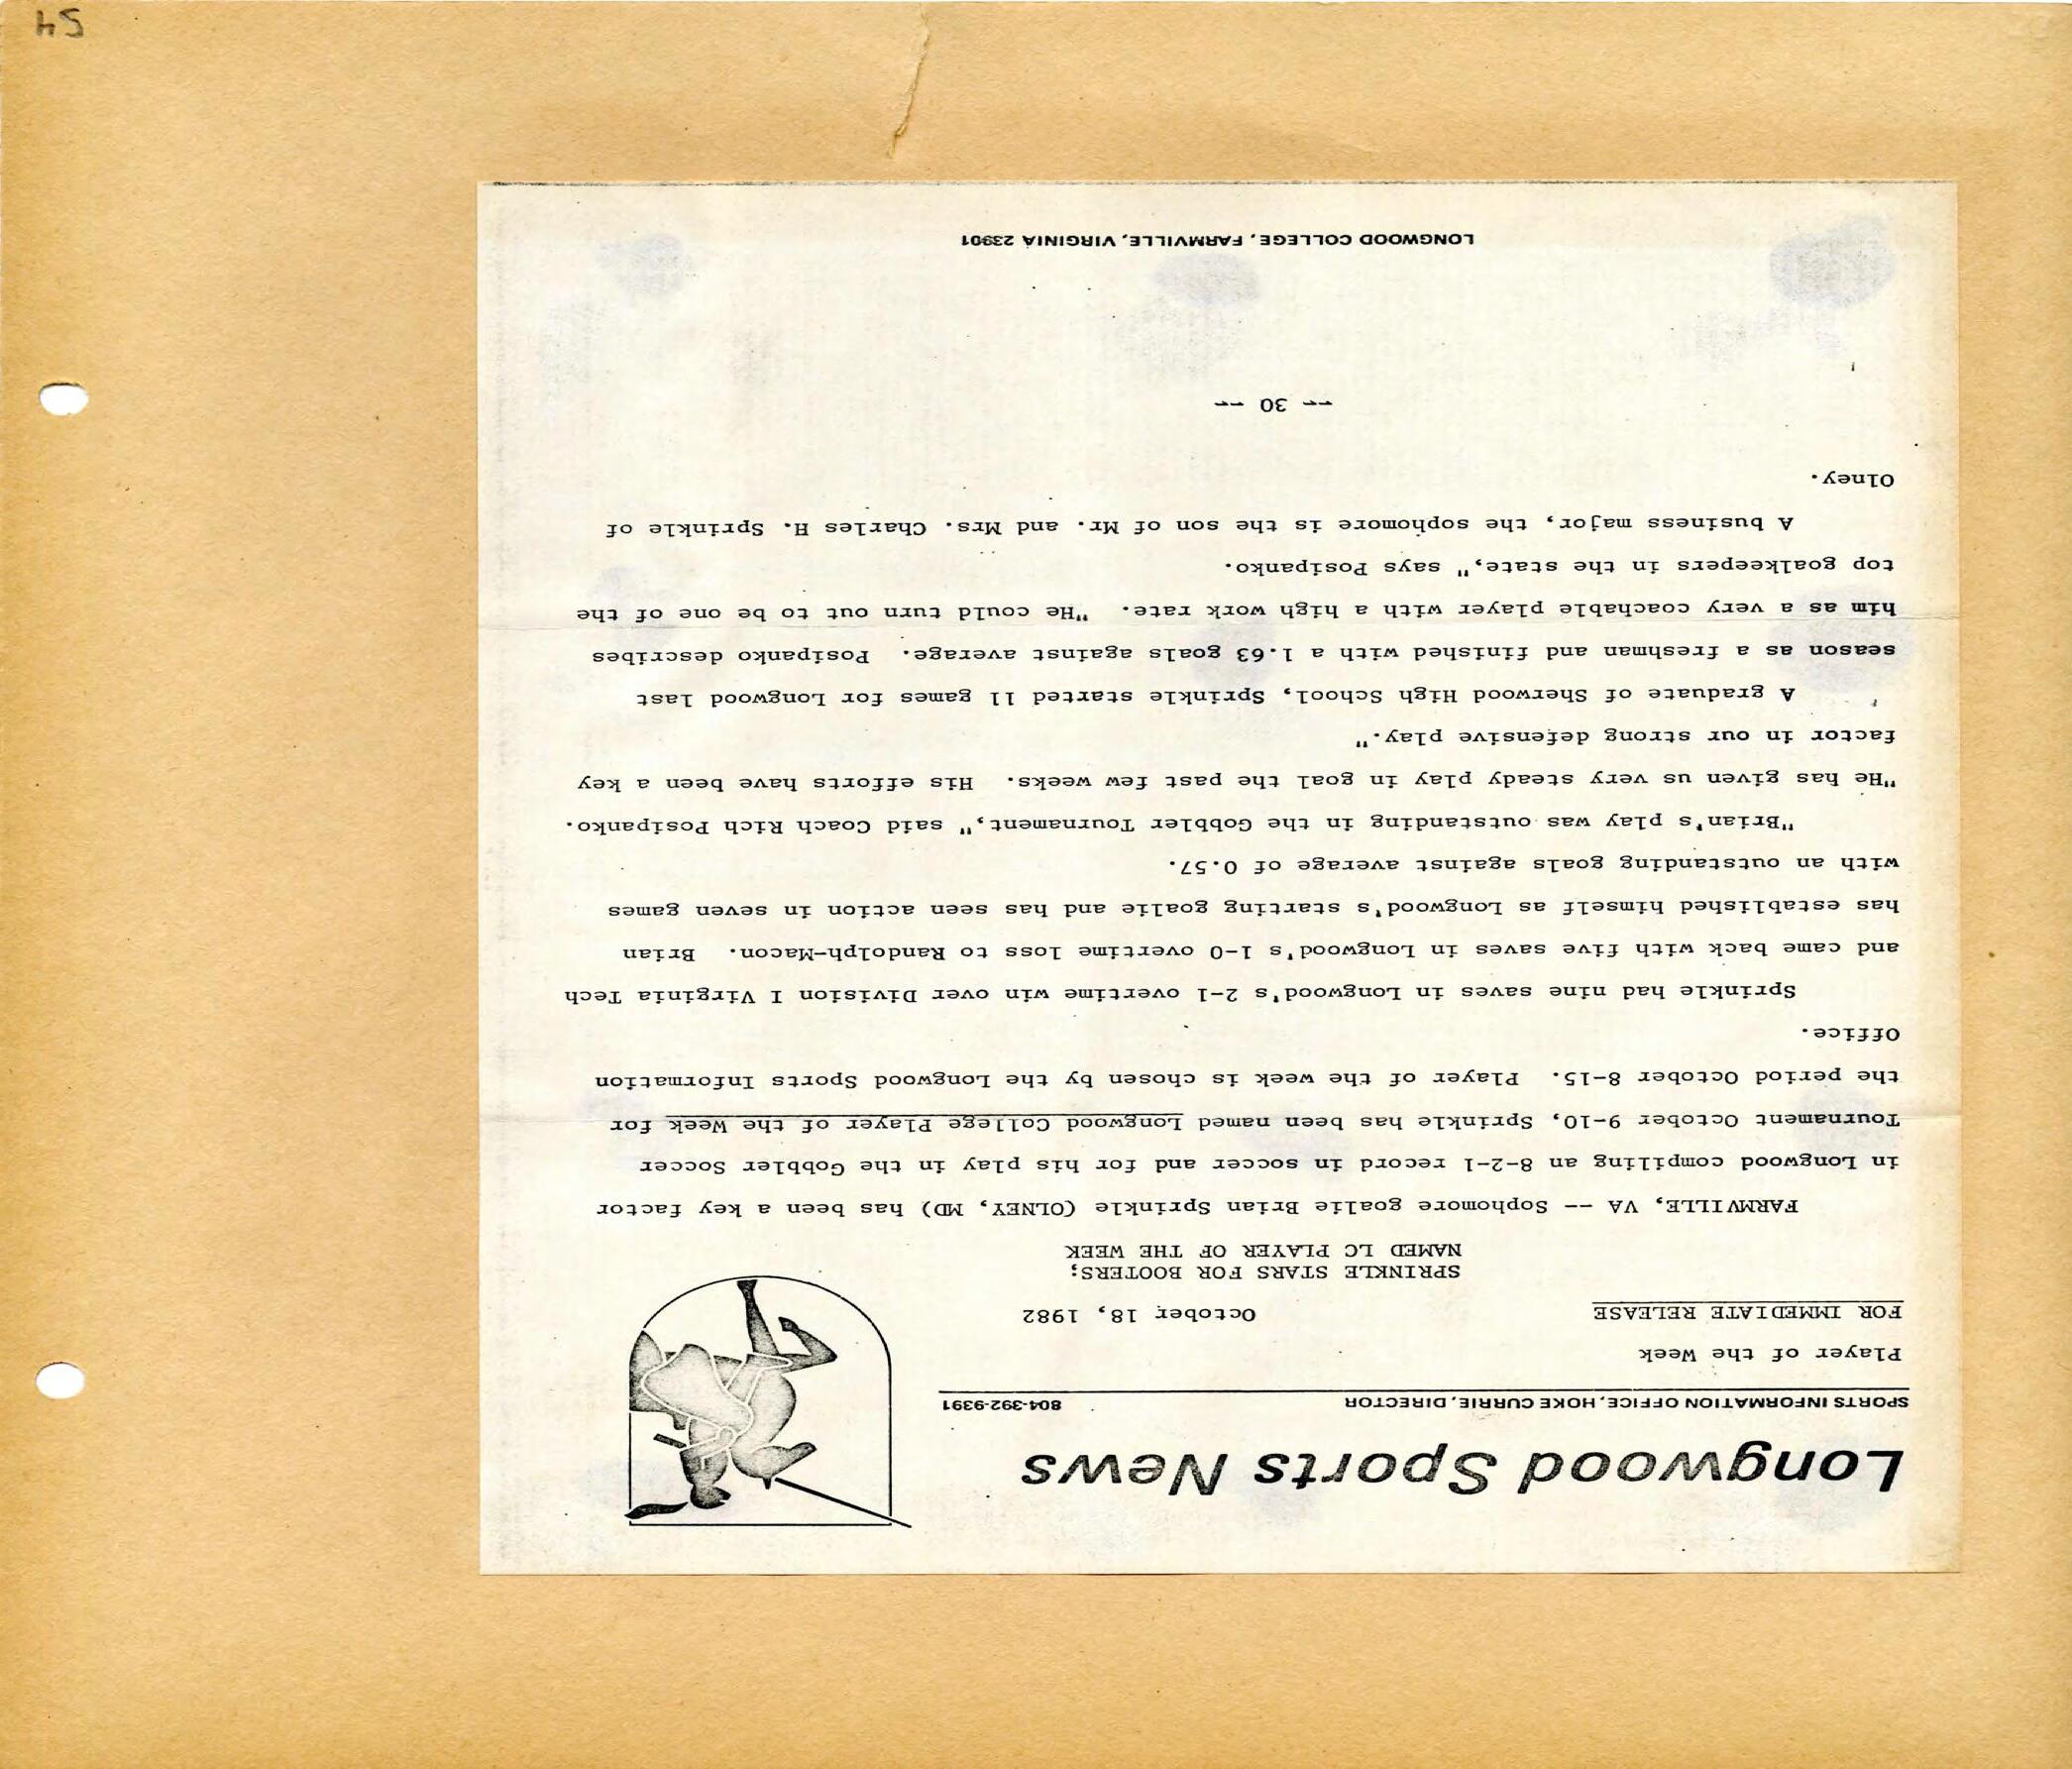 Longwood Sports News
SPORTS INFORMATION OFFICE, HOKE CURRIE, DIRECTOR 804-392-9391
Player of the Week
FOR IMMEDIATE RELEASE October 18, 1982
SPRINKLE STARS FOR BOOTERS;
NAMED LC PLAYER OF THE WEEK
FARMVILLE, VA -- Sophomore goalie Brian Sprinkle (OLNEY, MD) has been a key factor
in Longwood compiling an 8-2-1 record in soccer and for his play in the Gobbler Soccer
Tournament October 9-10, Sprinkle has been named Longwood College Player of the Week for
the period October 8-15. Player of the week is chosen by the Longwood Sports Information
Office.
Sprinkle had nine saves in Longwood's 2-1 overtime win over Division I Virginia Tech
and came back with five saves in Longwood's 1-0 overtime loss to Randolph-Macon. Brian
has established himself as Longwood's starting goalie and has seen action in seven games
with an outstanding goals against average of 0.57.
"Brian's play was outstanding in the Gobbler Tournament," said Coach Rich Posipanko.
"He has given us very steady play in goal the past few weeks. His efforts have been a key
factor in our strong defensive play."
A graduate of Sherwood High School, Sprinkle started 11 games for Longwood last
season as a freshman and finished with a 1.63 goals against average. Posipanko describes
him as a very coachable player with a high work rate. "He could turn out to be one of the
top goalkeepers in the state," says Posipanko.
A business major, the sophomore is the son of Mr. and Mrs. Charles H. Sprinkle of
Olney.
-- 30 --
LONGWOOD COLLEGE, FARMVILLE, VIRGINIA 23901
54